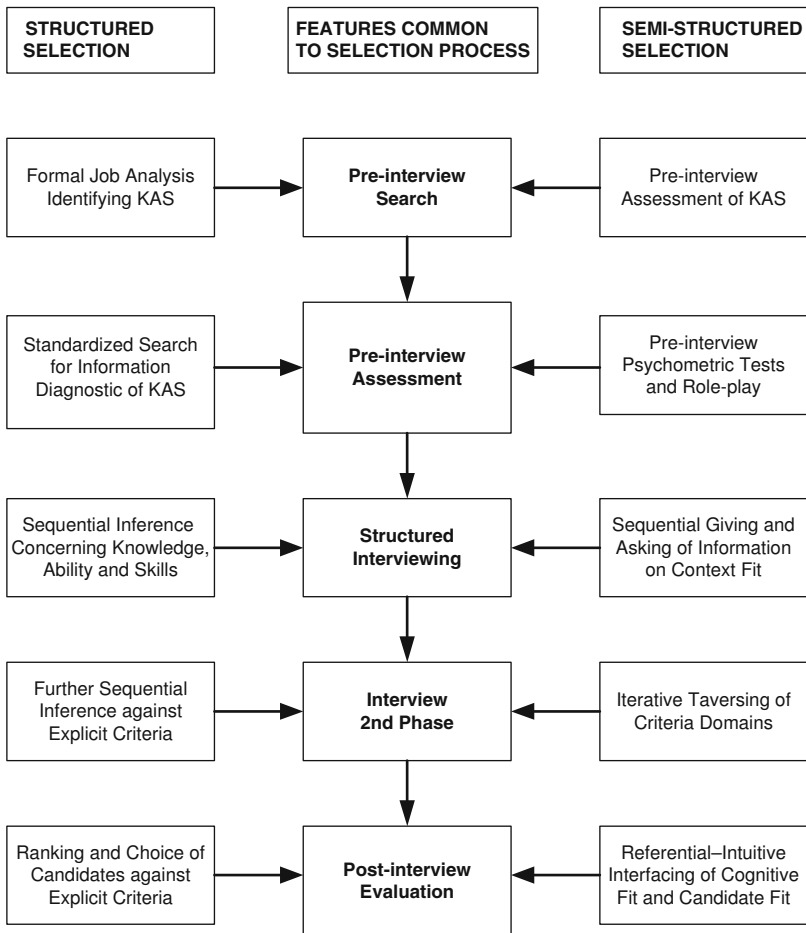 STRUCTURED
SELECTION
FEATURES COMMON
TO SELECTION PROCESS
SEMI-STRUCTURED
SELECTION
Formal Job Analysis
Identifying KAS
Pre-interview
Search
Pre-interview
Assessment of KAS
Standardized Search
for Information
Diagnostic of KAS
Pre-interview
Assessment
Pre-interview
Psychometric Tests
and Role-play
Sequential Inference
Concerning Knowledge,
Ability and Skills
Structured
Interviewing
Sequential Giving and
Asking of Information
on Context Fit
Further Sequential
Inference against
Explicit Criteria
Interview
2nd Phase
Iterative Taversing of
Criteria Domains
Ranking and Choice of
Candidates against
Explicit Criteria
Post-interview
Evaluation
Referential–Intuitive
Interfacing of Cognitive
Fit and Candidate Fit